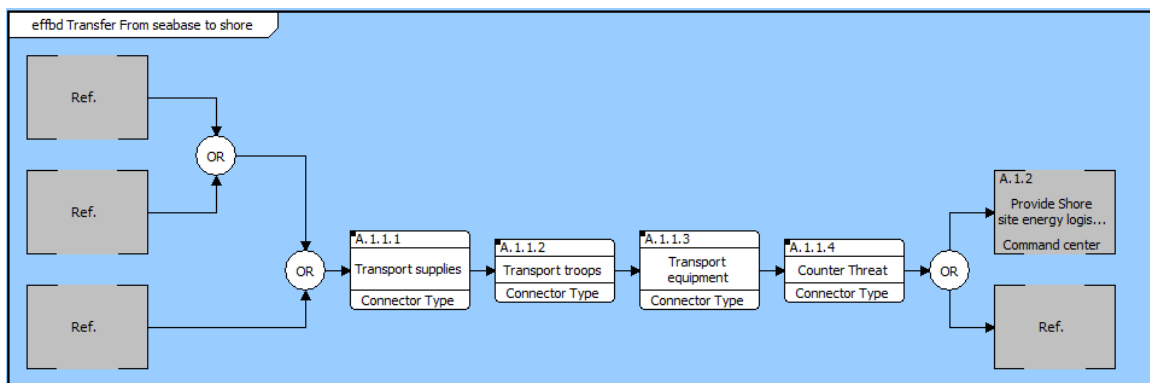 effbd Transfer From seabase to shore
Ref.
OR
Ref.
Ref.
OR
A.1.1.1
Transport supplies
Connector Type
A.1.1.2
Transport troops
Connector Type
A.1.1.3
Transport
equipment
Connector Type
A.1.1.4
Counter Threat
Connector Type
OR
A.1.2
Provide Shore
site energy logis...
Command center
Ref.